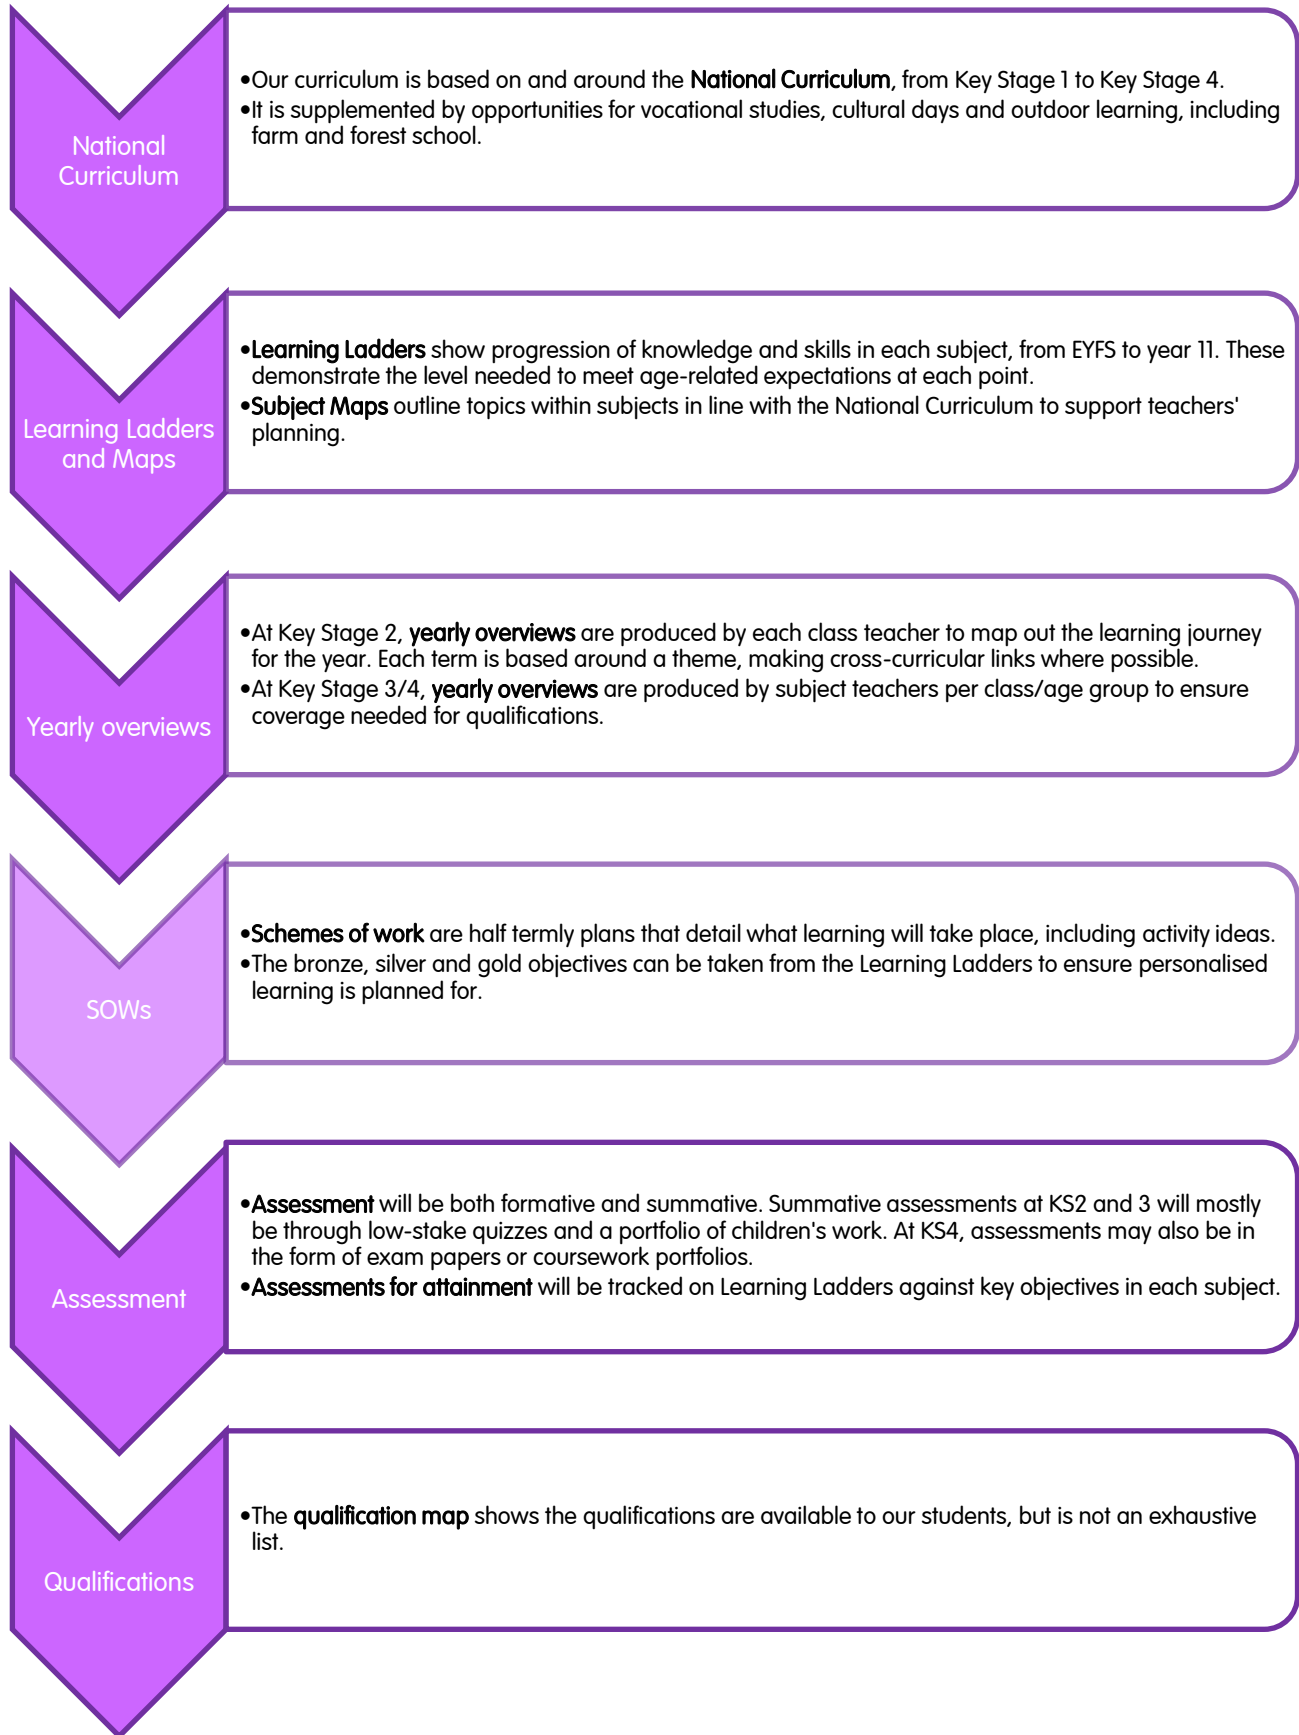 National
Curriculum
•Our curriculum is based on and around the National Curriculum, from Key Stage 1 to Key Stage 4.
•It is supplemented by opportunities for vocational studies, cultural days and outdoor learning, including
farm and forest school.
Learning Ladders
and Maps
•Learning Ladders show progression of knowledge and skills in each subject, from EYFS to year 11. These
demonstrate the level needed to meet age-related expectations at each point.
•Subject Maps outline topics within subjects in line with the National Curriculum to support teachers'
planning.
Yearly overviews
•At Key Stage 2, yearly overviews are produced by each class teacher to map out the learning journey
for the year. Each term is based around a theme, making cross-curricular links where possible.
•At Key Stage 3/4, yearly overviews are produced by subject teachers per class/age group to ensure
coverage needed for qualifications.
SOWs
•Schemes of work are half termly plans that detail what learning will take place, including activity ideas.
•The bronze, silver and gold objectives can be taken from the Learning Ladders to ensure personalised
learning is planned for.
Assessment
•Assessment will be both formative and summative. Summative assessments at KS2 and 3 will mostly
be through low-stake quizzes and a portfolio of children's work. At KS4, assessments may also be in
the form of exam papers or coursework portfolios.
•Assessments for attainment will be tracked on Learning Ladders against key objectives in each subject.
Qualifications
•The qualification map shows the qualifications are available to our students, but is not an exhaustive
list.